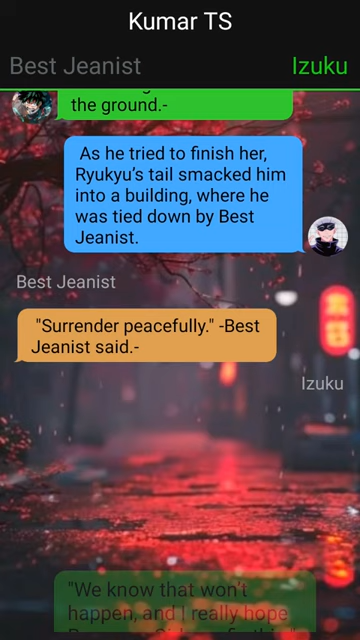 Kumar TS
Best Jeanist
Izuku
the ground.-
As he tried to finish her,
Ryukyu's tail smacked him
into a building, where he
was tied down by Best
Jeanist.
Best Jeanist
"Surrender peacefully." -Best
Jeanist said.-
Izuku
"We know that won't
happen, and I really hope